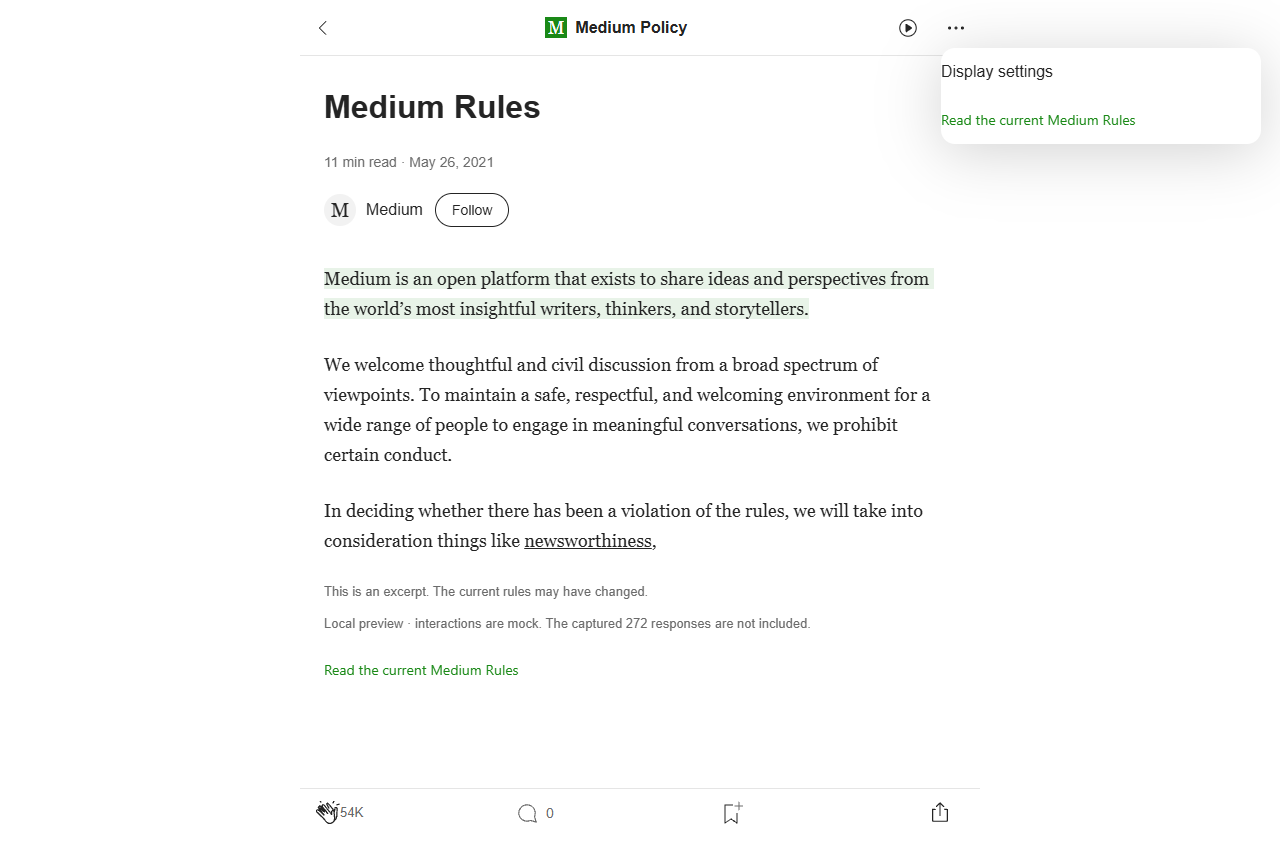 M Medium Policy
Display settings
Read the current Medium Rules
Medium Rules
11 min read · May 26, 2021
M Medium Follow
Medium is an open platform that exists to share ideas and perspectives from
the world’s most insightful writers, thinkers, and storytellers.
We welcome thoughtful and civil discussion from a broad spectrum of
viewpoints. To maintain a safe, respectful, and welcoming environment for a
wide range of people to engage in meaningful conversations, we prohibit
certain conduct.
In deciding whether there has been a violation of the rules, we will take into
consideration things like newsworthiness,
This is an excerpt. The current rules may have changed.
Local preview · interactions are mock. The captured 272 responses are not included.
Read the current Medium Rules
54K 0